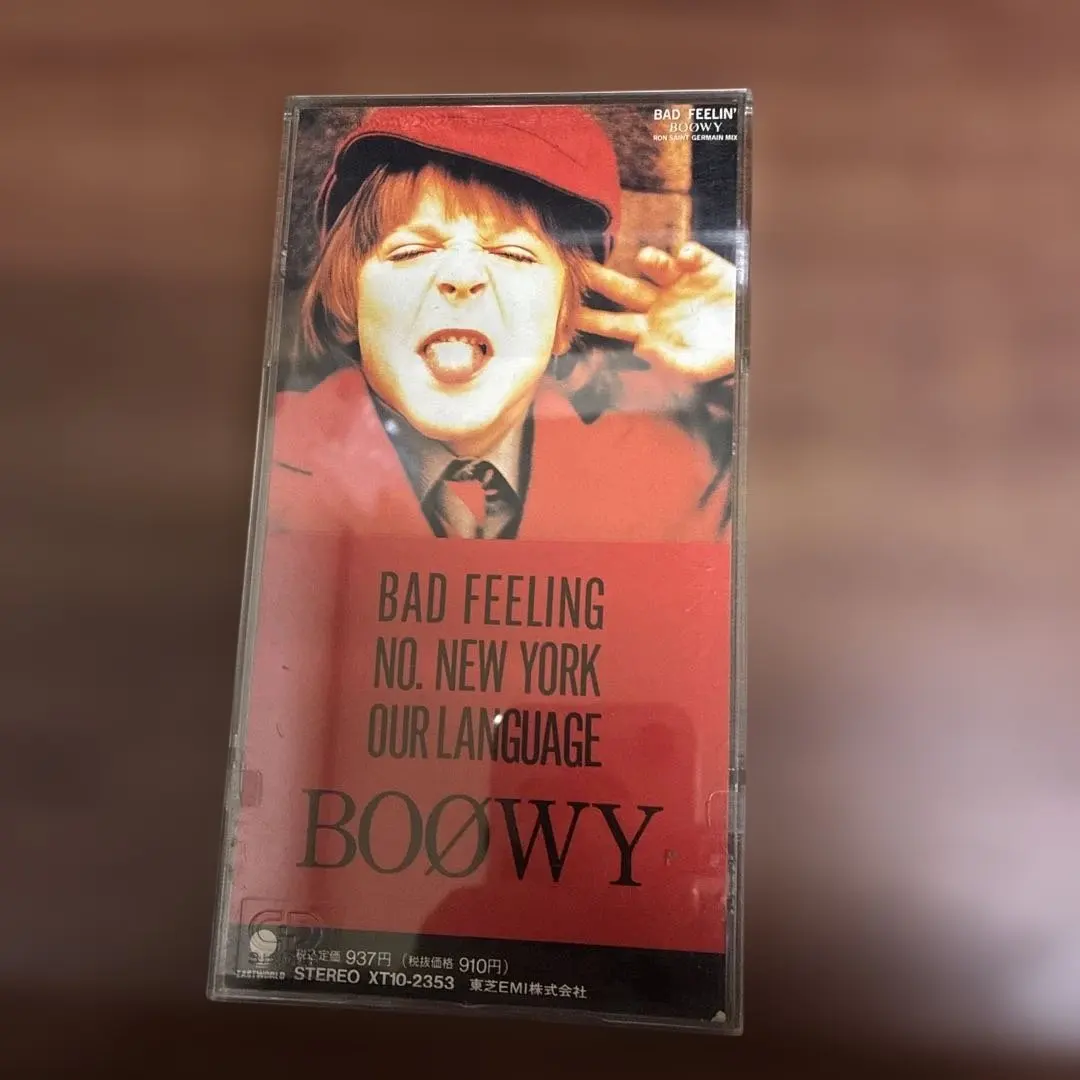 BAD FEELIN'
BOØWY
RON SAINT GERMAIN MIX
BAD FEELING
NO. NEW YORK
OUR LANGUAGE
BOØWY
税込定価 937円 (税抜価格 910円)
EASTWORLD STEREO XT10-2353 東芝EMI株式会社